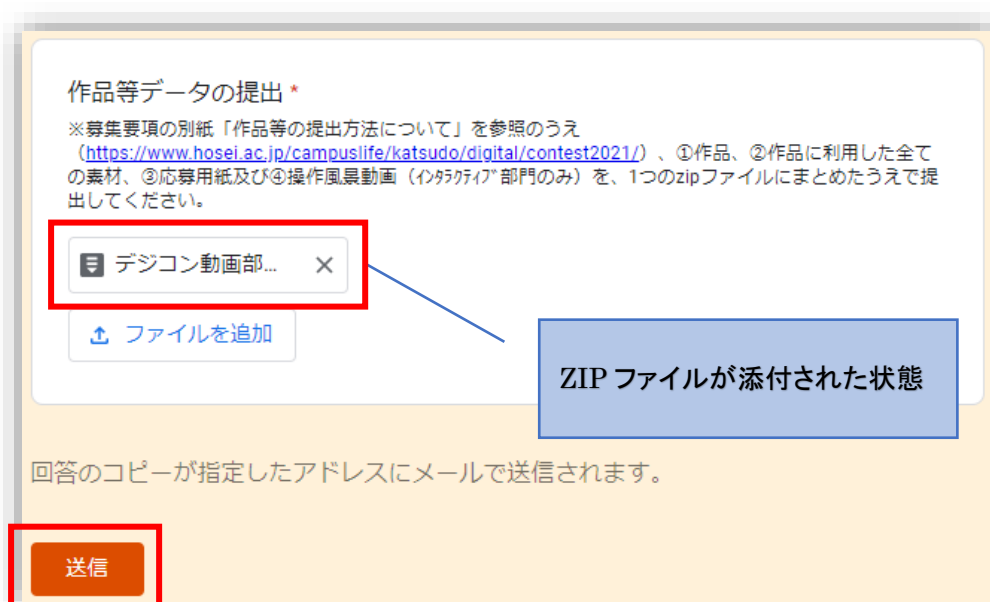 作品等データの提出 *
※募集要項の別紙「作品等の提出方法について」を参照のうえ
（https://www.hosei.ac.jp/campuslife/katsudo/digital/contest2021/）、①作品、②作品に利用した全て
の素材、③応募用紙及び④操作風景動画（ｲﾝﾀﾗｸﾃｨﾌﾞ部門のみ）を、1つのzipファイルにまとめたうえで提
出してください。
デジコン動画部...
ファイルを追加
ZIP ファイルが添付された状態
回答のコピーが指定したアドレスにメールで送信されます。
送信